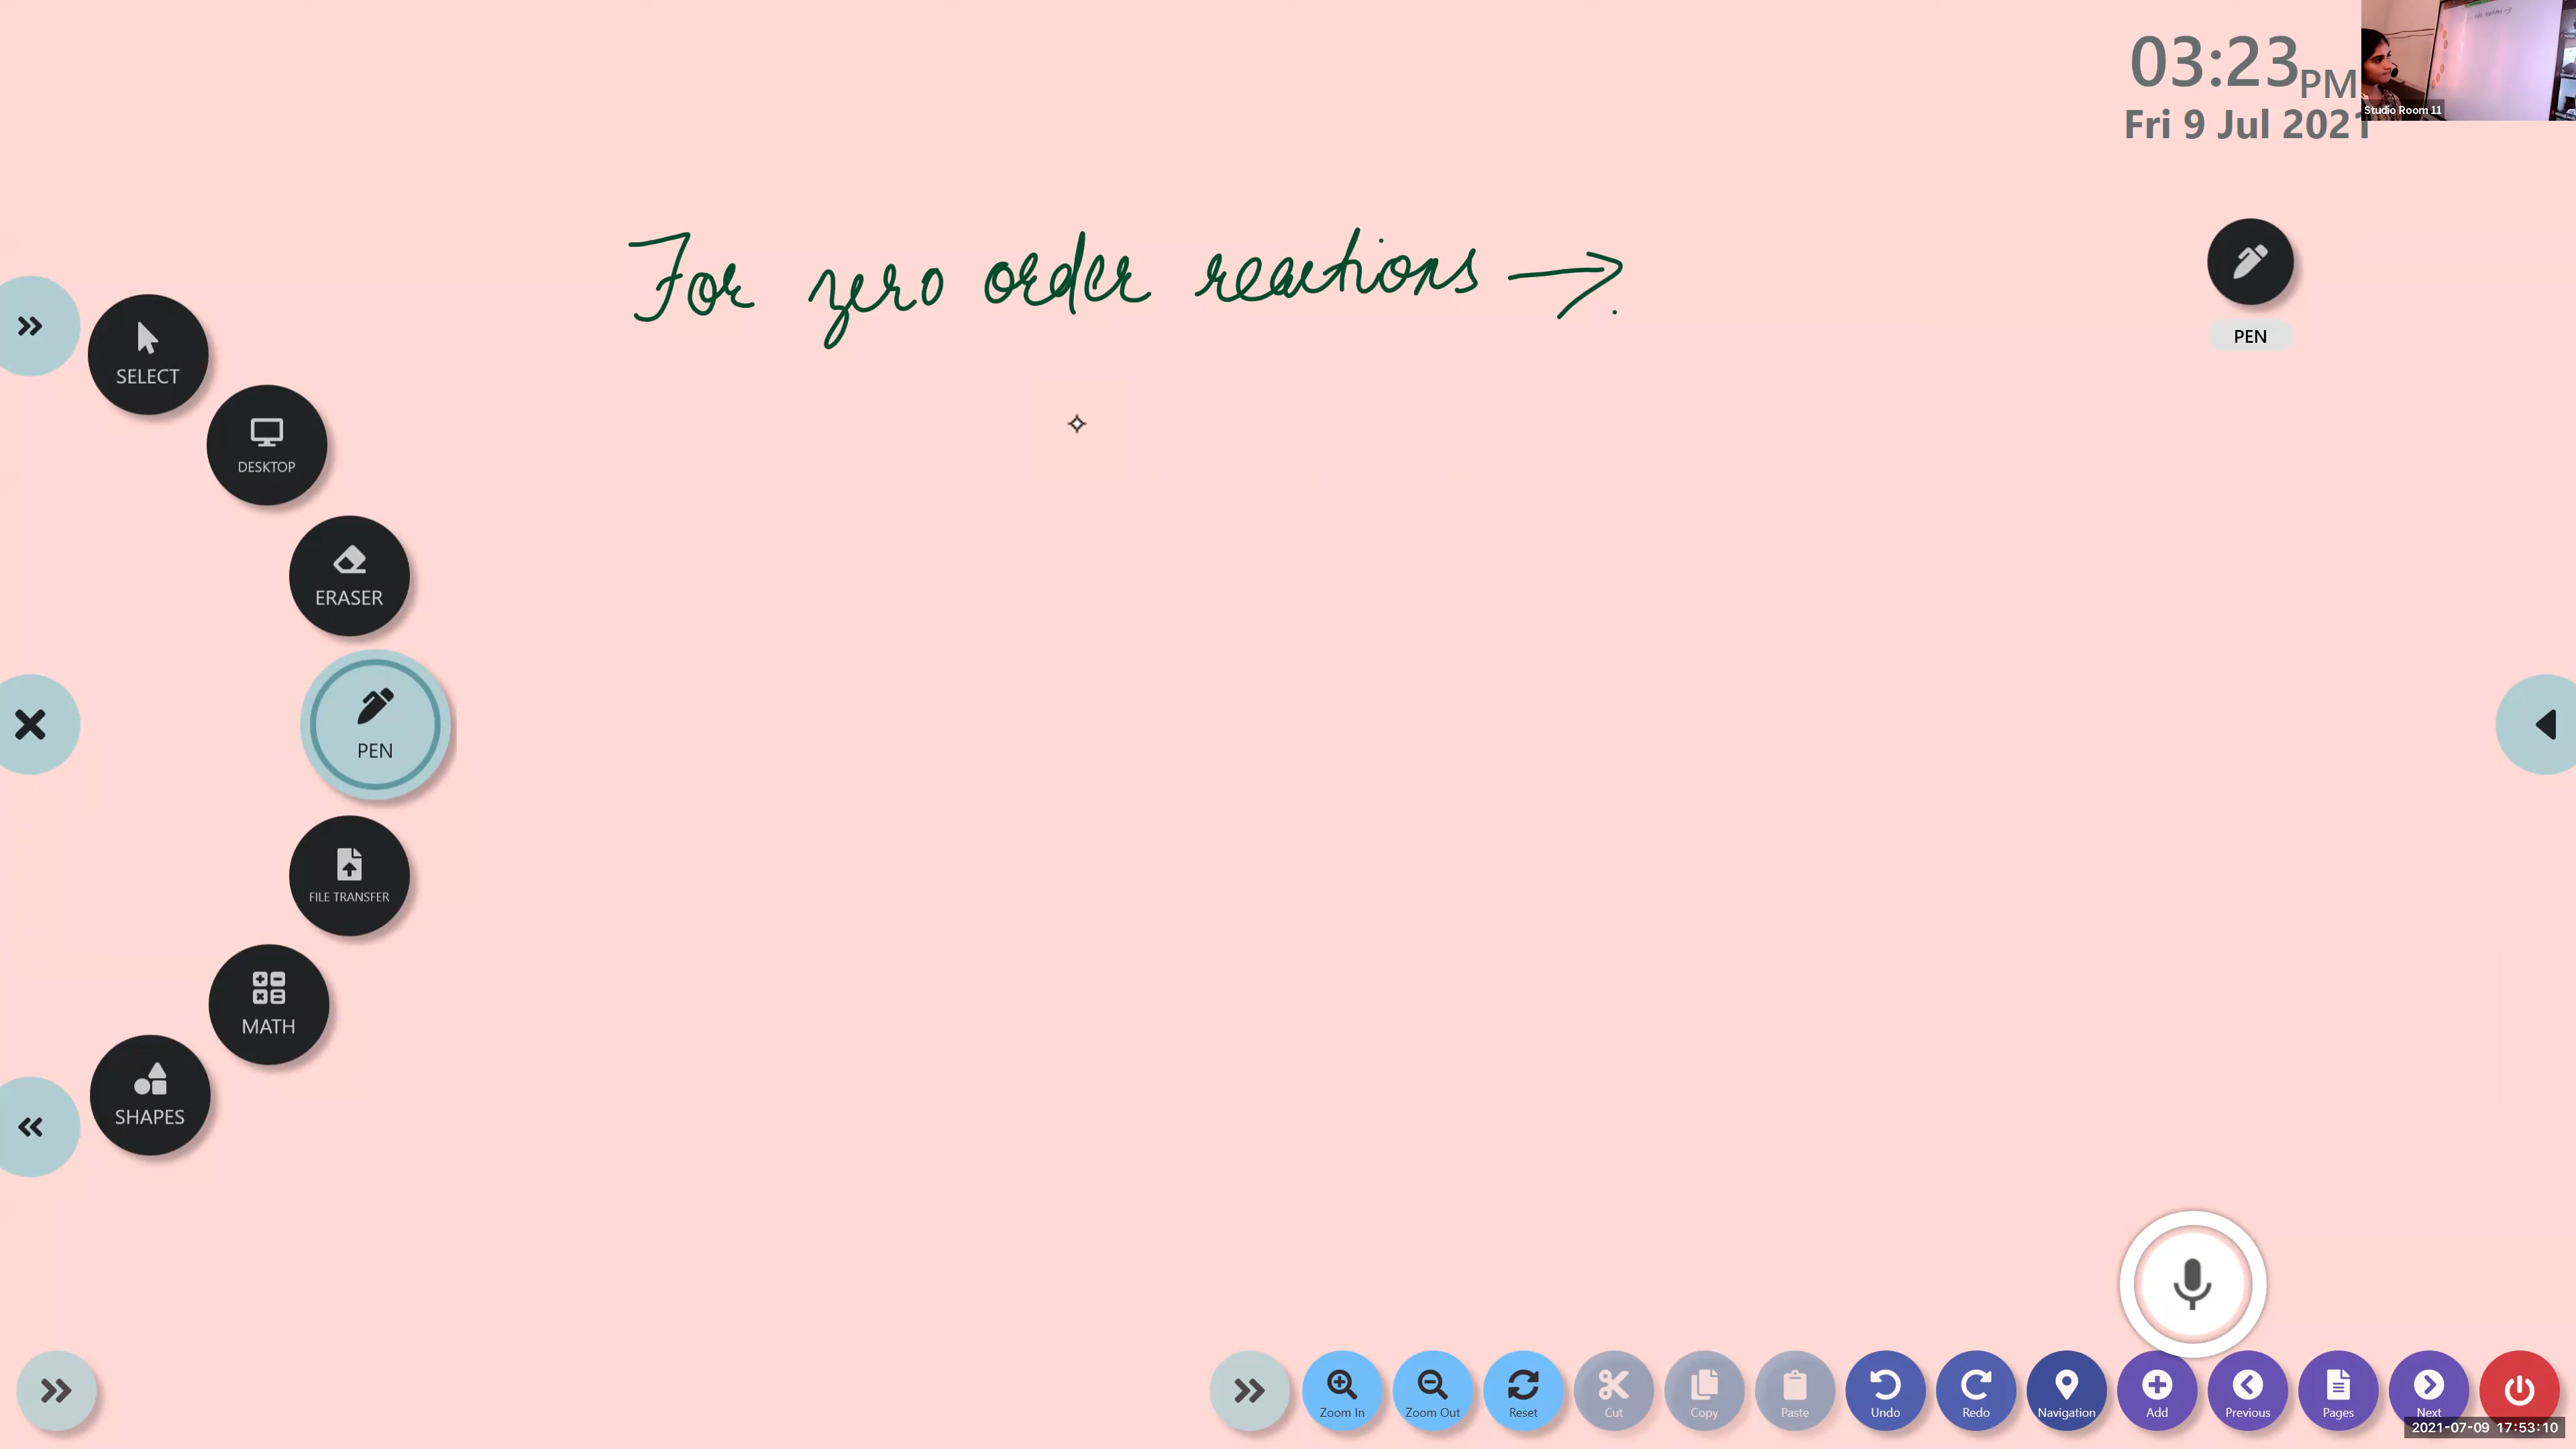 03:23 PM
Fri 9 Jul 2021
Studio Room 11
For zero order reactions →
PEN
SELECT
DESKTOP
ERASER
PEN
FILE TRANSFER
MATH
SHAPES
Zoom In
Zoom Out
Reset
Cut
Copy
Paste
Undo
Redo
Navigation
Add
Previous
Pages
Next
2021-07-09 17:53:10